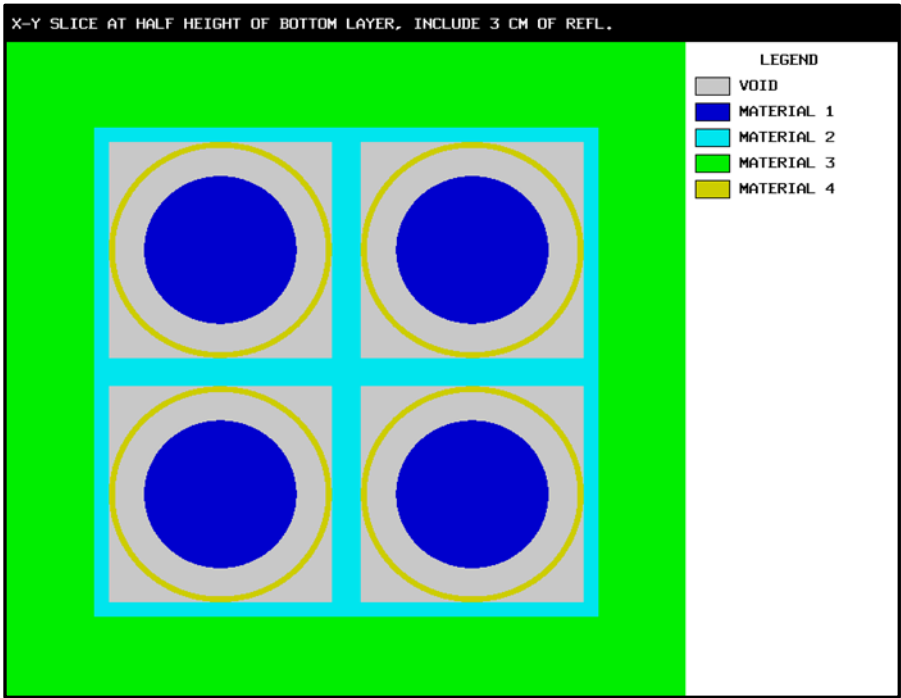 X-Y SLICE AT HALF HEIGHT OF BOTTOM LAYER, INCLUDE 3 CM OF REFL.
LEGEND
VOID
MATERIAL 1
MATERIAL 2
MATERIAL 3
MATERIAL 4